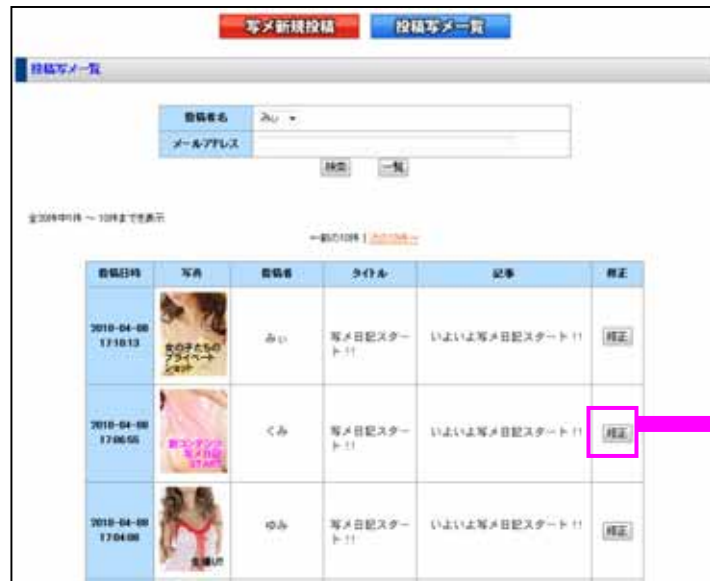 写メ新規投稿 投稿写メ一覧
投稿写メ一覧
投稿者名 みぃ
メールアドレス
検索 一覧
全20件中1件 ～ 10件までを表示
投稿日時 写真 投稿者 タイトル 記事 修正
2010-04-08
17:10:13
女の子たちの
プライベート
ショット
みぃ
写メ日記スター
ト!!
いよいよ写メ日記スタート!!
修正
2010-04-08
17:06:55
新コンテンツ
写メ日記
START
くみ
写メ日記スター
ト!!
いよいよ写メ日記スタート!!
修正
2010-04-08
17:04:08
ゆみ
写メ日記スター
ト!!
いよいよ写メ日記スタート!!
修正